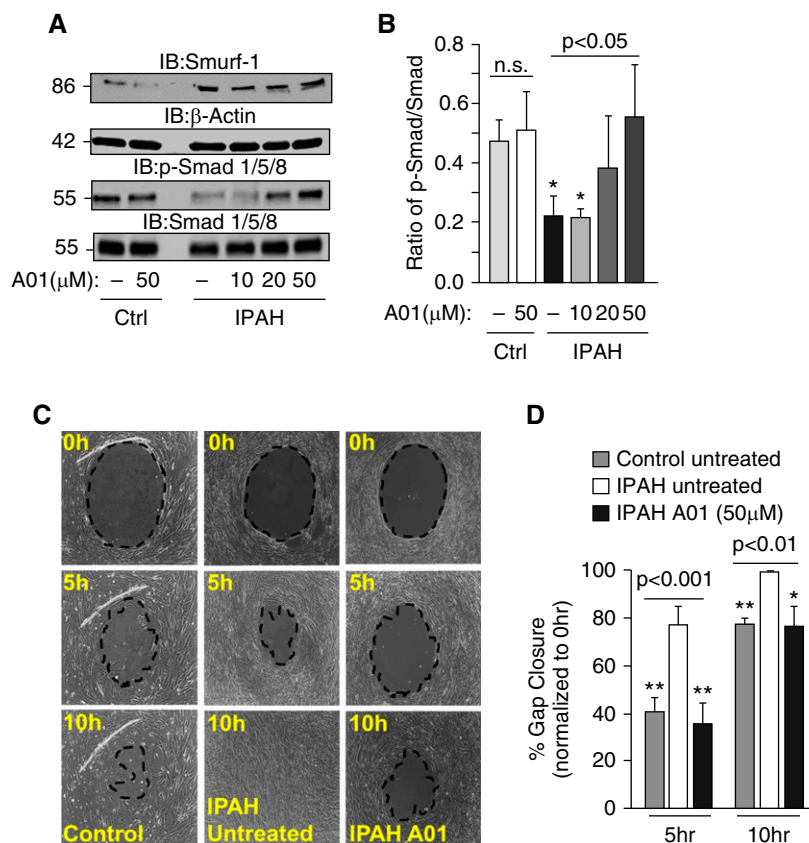 A
IB:Smurf-1
86
IB:β-Actin
42
IB:p-Smad 1/5/8
55
IB:Smad 1/5/8
55
A01(μM): – 50 – 10 20 50
Ctrl IPAH
B
Ratio of p-Smad/Smad
0.8
0.6
0.4
0.2
0.0
n.s.
p<0.05
* *
A01(μM): – 50 – 10 20 50
Ctrl IPAH
C
0h 0h 0h
5h 5h 5h
10h 10h 10h
Control
IPAH
Untreated
IPAH A01
D
Control untreated
IPAH untreated
IPAH A01 (50μM)
% Gap Closure
(normalized to 0hr)
100
80
60
40
20
0
p<0.001
p<0.01
** **
** *
5hr 10hr